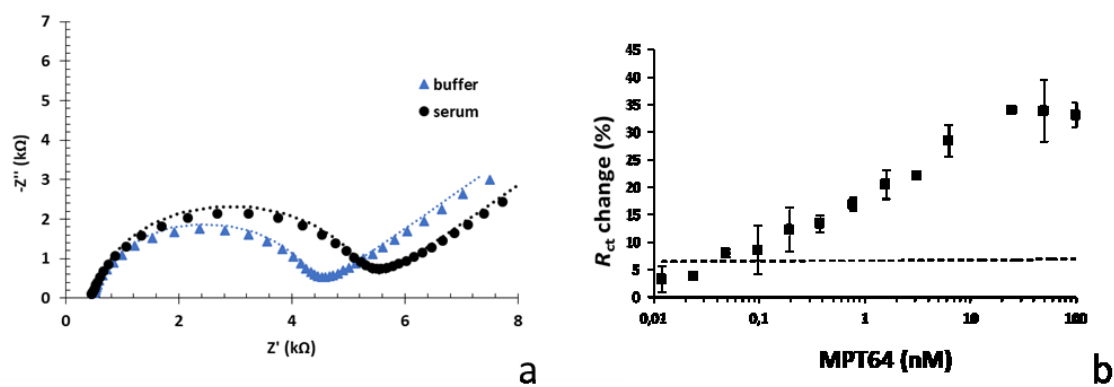 7
6
5
4
3
2
1
0
-Z'' (kΩ)
buffer
serum
0 2 4 6 8
Z' (kΩ)
a
45
40
35
30
25
20
15
10
5
0
Rct change (%)
0,01 0,1 1 10 100
MPT64 (nM)
b